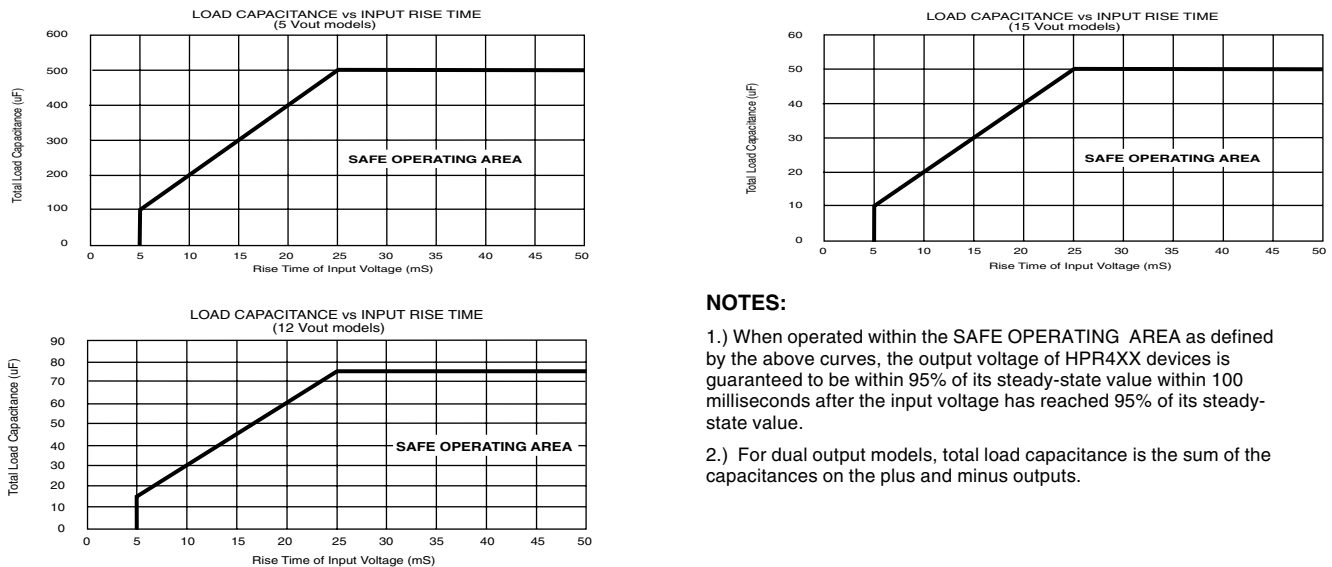 LOAD CAPACITANCE vs INPUT RISE TIME
(5 Vout models)
600
500
400
300
200
100
0
Total Load Capacitance (uF)
SAFE OPERATING AREA
0 5 10 15 20 25 30 35 40 45 50
Rise Time of Input Voltage (mS)
LOAD CAPACITANCE vs INPUT RISE TIME
(15 Vout models)
60
50
40
30
20
10
0
Total Load Capacitance (uF)
SAFE OPERATING AREA
0 5 10 15 20 25 30 35 40 45 50
Rise Time of Input Voltage (mS)
LOAD CAPACITANCE vs INPUT RISE TIME
(12 Vout models)
90
80
70
60
50
40
30
20
10
0
Total Load Capacitance (uF)
SAFE OPERATING AREA
0 5 10 15 20 25 30 35 40 45 50
Rise Time of Input Voltage (mS)
NOTES:
1.) When operated within the SAFE OPERATING AREA as defined
by the above curves, the output voltage of HPR4XX devices is
guaranteed to be within 95% of its steady-state value within 100
milliseconds after the input voltage has reached 95% of its steady-
state value.
2.) For dual output models, total load capacitance is the sum of the
capacitances on the plus and minus outputs.